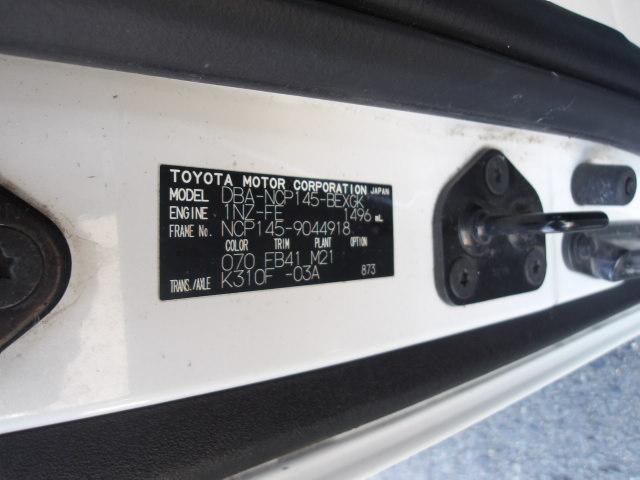 TOYOTA MOTOR CORPORATION JAPAN
MODEL DBA-NCP145-BEXGK
ENGINE 1NZ-FE 1496 mL
FRAME No. NCP145-9044918
COLOR TRIM PLANT OPTION
070 FB41 M21
TRANS./AXLE K310F -03A 873